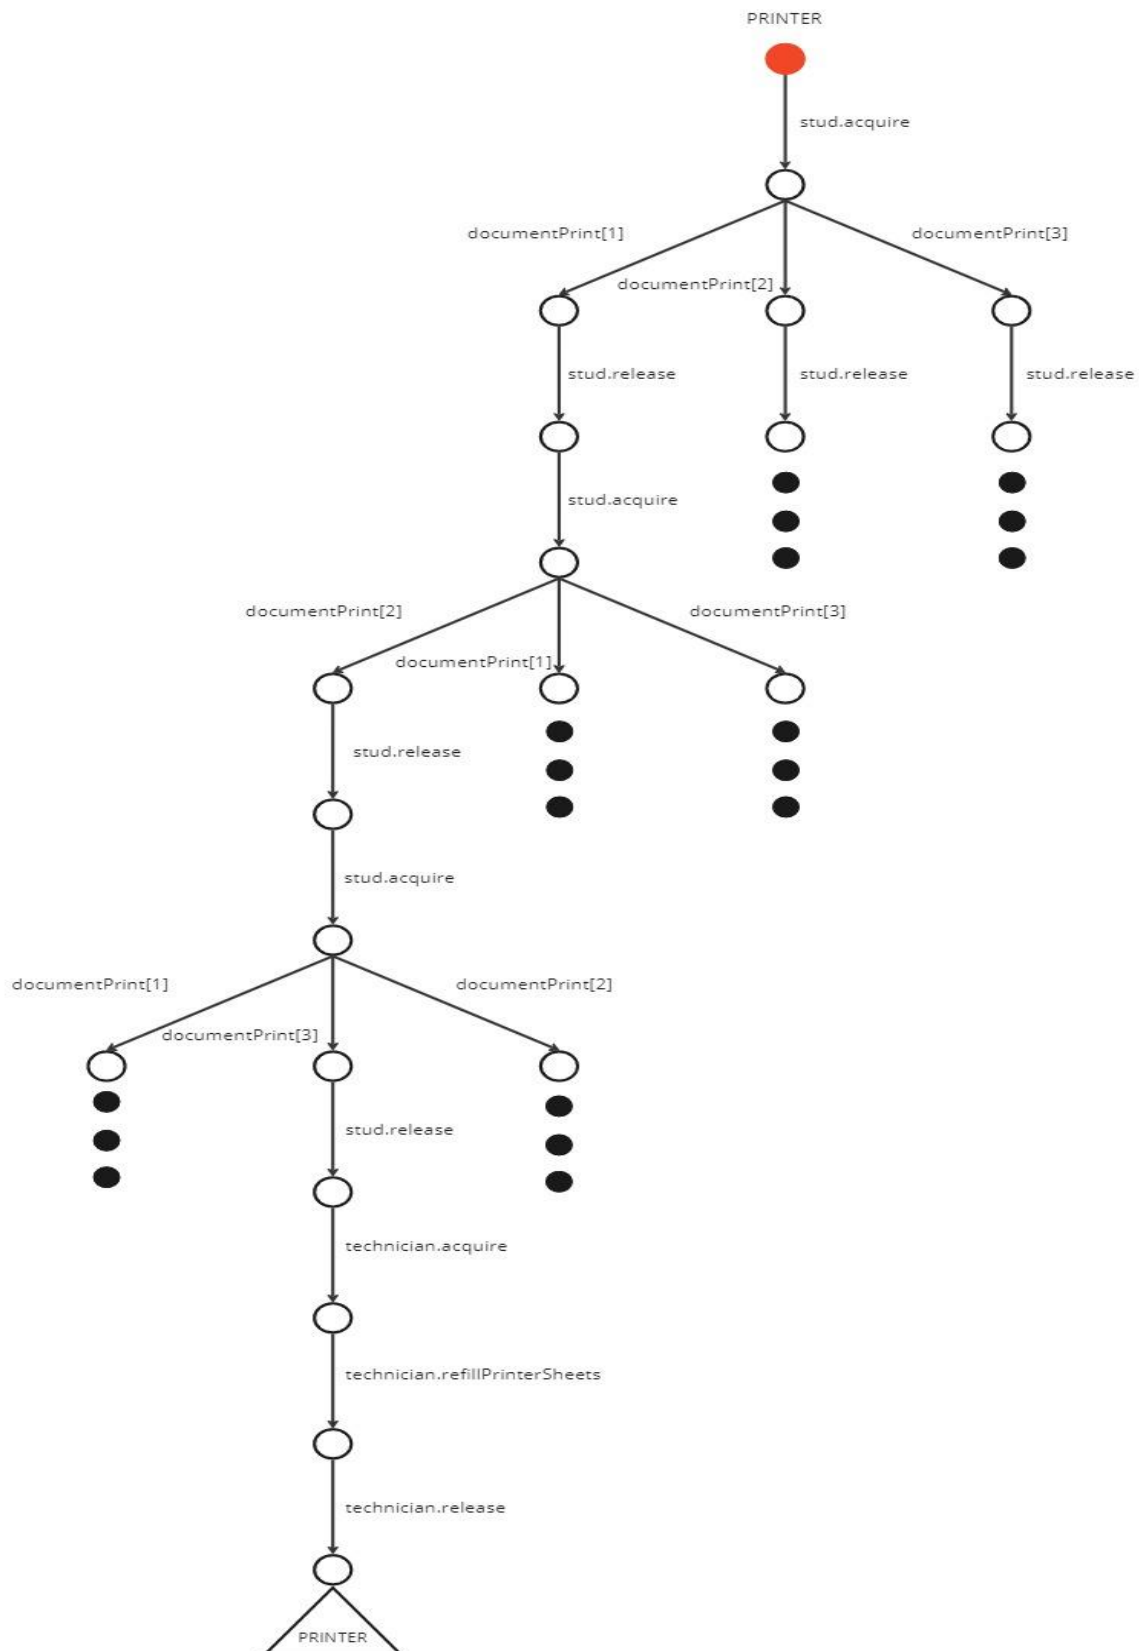 PRINTER
stud.acquire
documentPrint[1]
documentPrint[3]
documentPrint[2]
stud.release
stud.release
stud.release
stud.acquire
documentPrint[2]
documentPrint[3]
documentPrint[1]
stud.release
stud.acquire
documentPrint[1]
documentPrint[2]
documentPrint[3]
stud.release
technician.acquire
technician.refillPrinterSheets
technician.release
PRINTER